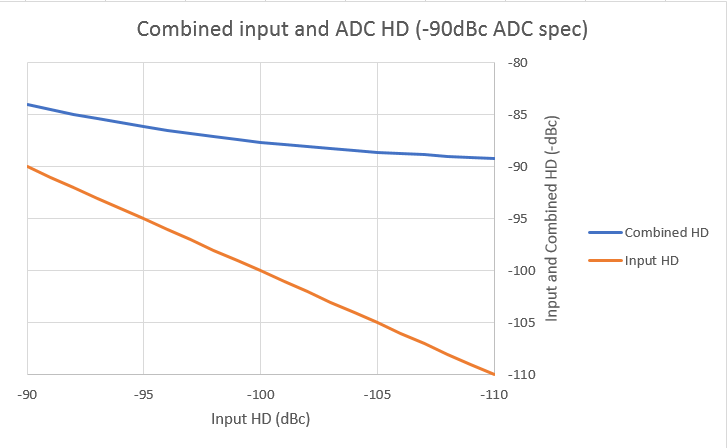 Combined input and ADC HD (-90dBc ADC spec)
-80
-85
-90
-95
-100
-105
-110
Input and Combined HD (-dBc)
Combined HD
Input HD
-90
-95
-100
-105
-110
Input HD (dBc)